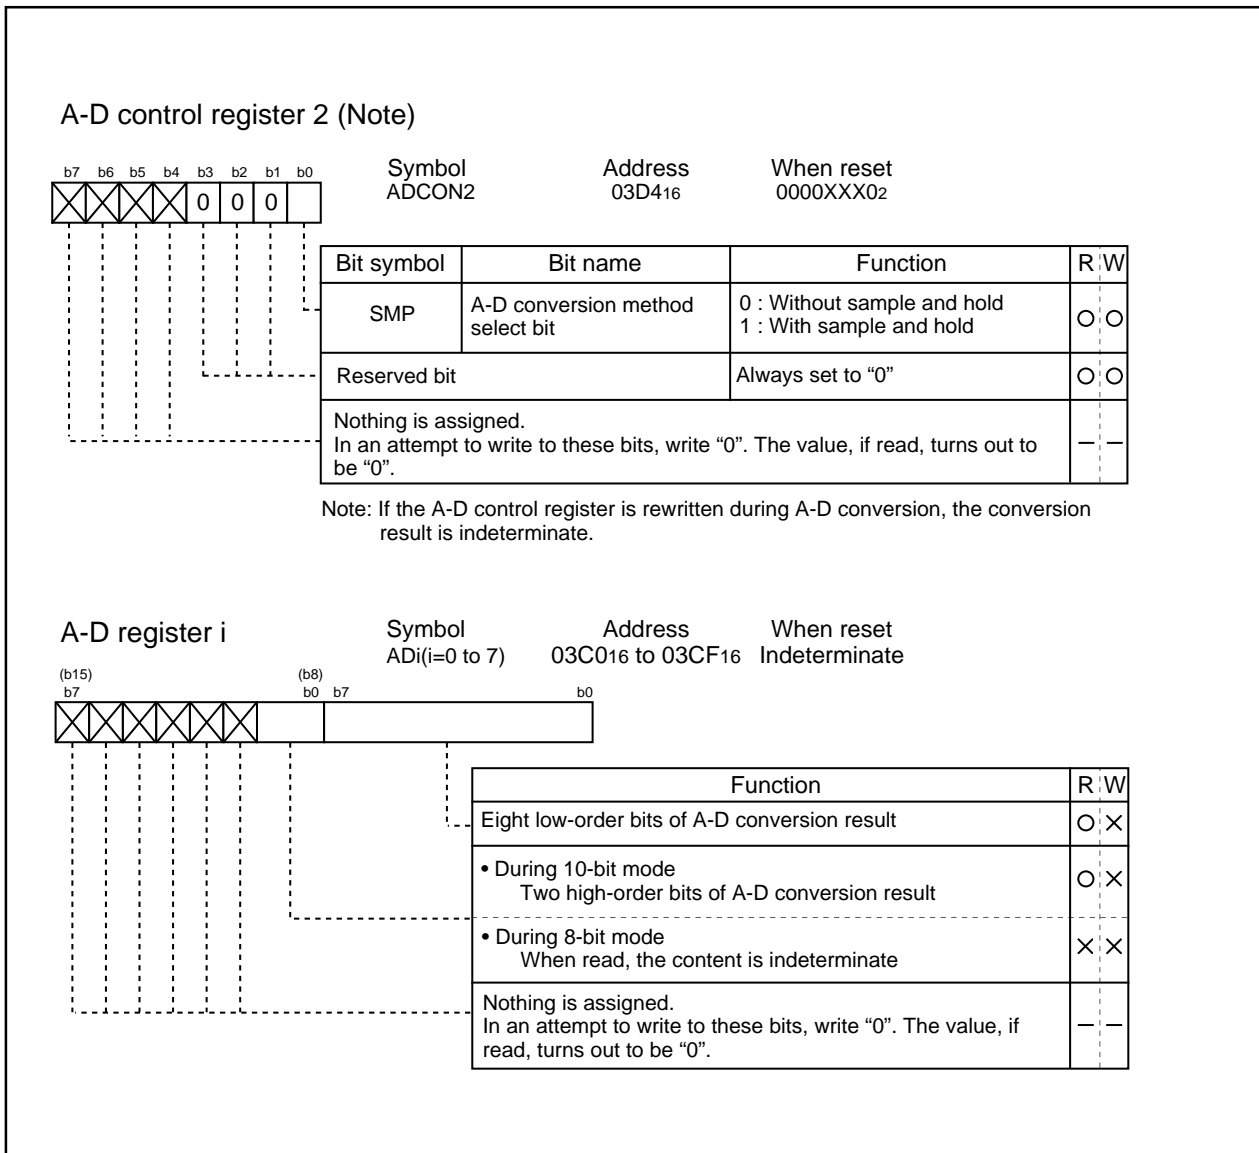 A-D control register 2 (Note)
b7 b6 b5 b4 b3 b2 b1 b0
0 0 0
Symbol Address When reset
ADCON2 03D416 0000XXX02
Bit symbol Bit name Function R W
SMP A-D conversion method select bit 0 : Without sample and hold
1 : With sample and hold
Reserved bit Always set to “0”
Nothing is assigned.
In an attempt to write to these bits, write “0”. The value, if read, turns out to
be “0”.
Note: If the A-D control register is rewritten during A-D conversion, the conversion
result is indeterminate.
A-D register i
Symbol Address When reset
ADi(i=0 to 7) 03C016 to 03CF16 Indeterminate
(b15) (b8)
b7 b0 b7 b0
Function R W
Eight low-order bits of A-D conversion result
• During 10-bit mode
Two high-order bits of A-D conversion result
• During 8-bit mode
When read, the content is indeterminate
Nothing is assigned.
In an attempt to write to these bits, write “0”. The value, if
read, turns out to be “0”.